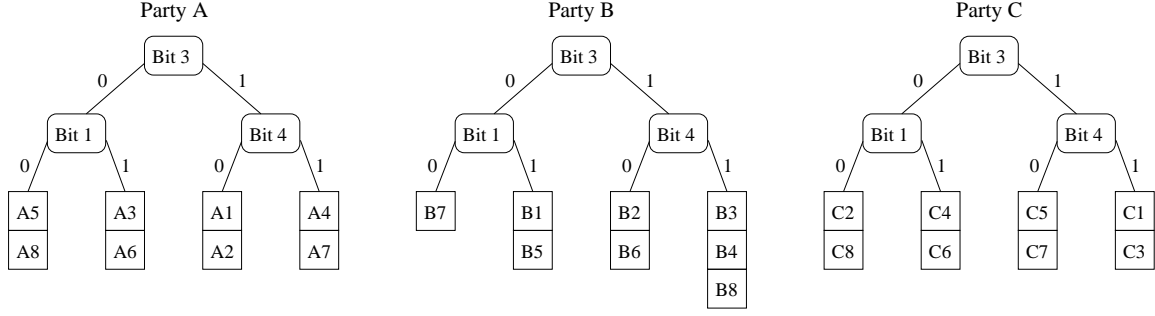 Party A
Party B
Party C
Bit 3
Bit 3
Bit 3
0
1
0
1
0
1
Bit 1
Bit 4
Bit 1
Bit 4
Bit 1
Bit 4
0
1
0
1
0
1
0
1
0
1
0
1
A5
A3
A1
A4
B7
B1
B2
B3
C2
C4
C5
C1
A8
A6
A2
A7
B5
B6
B4
C8
C6
C7
C3
B8